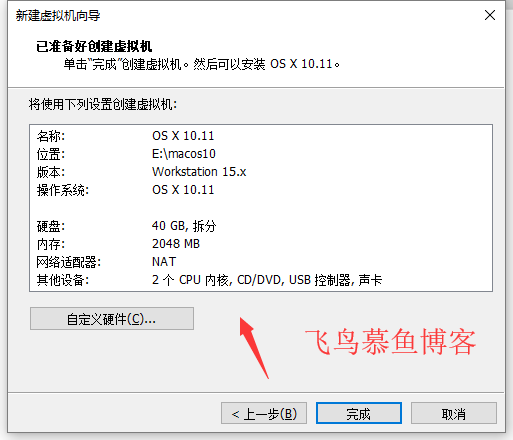 新建虚拟机向导
已准备好创建虚拟机
单击“完成”创建虚拟机。然后可以安装 OS X 10.11。
将使用下列设置创建虚拟机:
名称: OS X 10.11
位置: E:\macos10
版本: Workstation 15.x
操作系统: OS X 10.11
硬盘: 40 GB, 拆分
内存: 2048 MB
网络适配器: NAT
其他设备: 2 个 CPU 内核, CD/DVD, USB 控制器, 声卡
自定义硬件(C)...
飞鸟慕鱼博客
< 上一步(B) 完成 取消